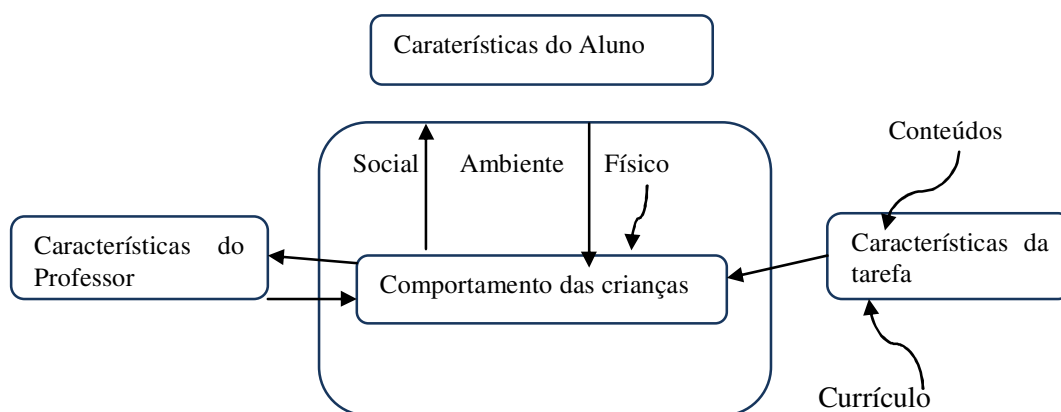 Caraterísticas do Aluno
Conteúdos
Social Ambiente Físico
Características do
Professor
Comportamento das crianças
Características da
tarefa
Currículo